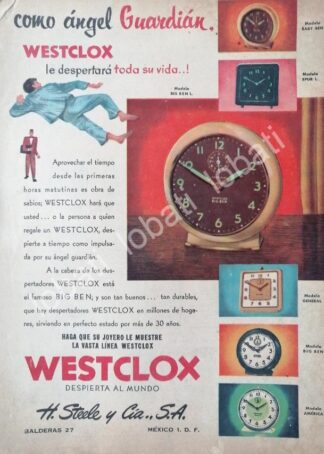 como ángel Guardián.
WESTCLOX
le despertará toda su vida..!
Modelo
BABY BEN
Modelo
SPUR L.
Modelo
BIG BEN L.
Aprovechar el tiempo
desde las primeras
horas matutinas es obra de
sabios; WESTCLOX hará que
usted... o la persona a quien
regale un WESTCLOX, des-
pierte a tiempo como impulsa-
da por su ángel guardián.
A la cabeza de los des-
pertadores WESTCLOX está
el famoso BIG BEN; y son tan buenos... tan durables,
que hay despertadores WESTCLOX en millones de hoga-
res, sirviendo en perfecto estado por más de 30 años.
HAGA QUE SU JOYERO LE MUESTRE
LA VASTA LINEA WESTCLOX
WESTCLOX
DESPIERTA AL MUNDO
H. Steele y Cía., S.A.
BALDERAS 27 MÉXICO 1, D. F.
Modelo
GENERAL
Modelo
BIG BEN
Modelo
AMÉRICA
lobati lobati